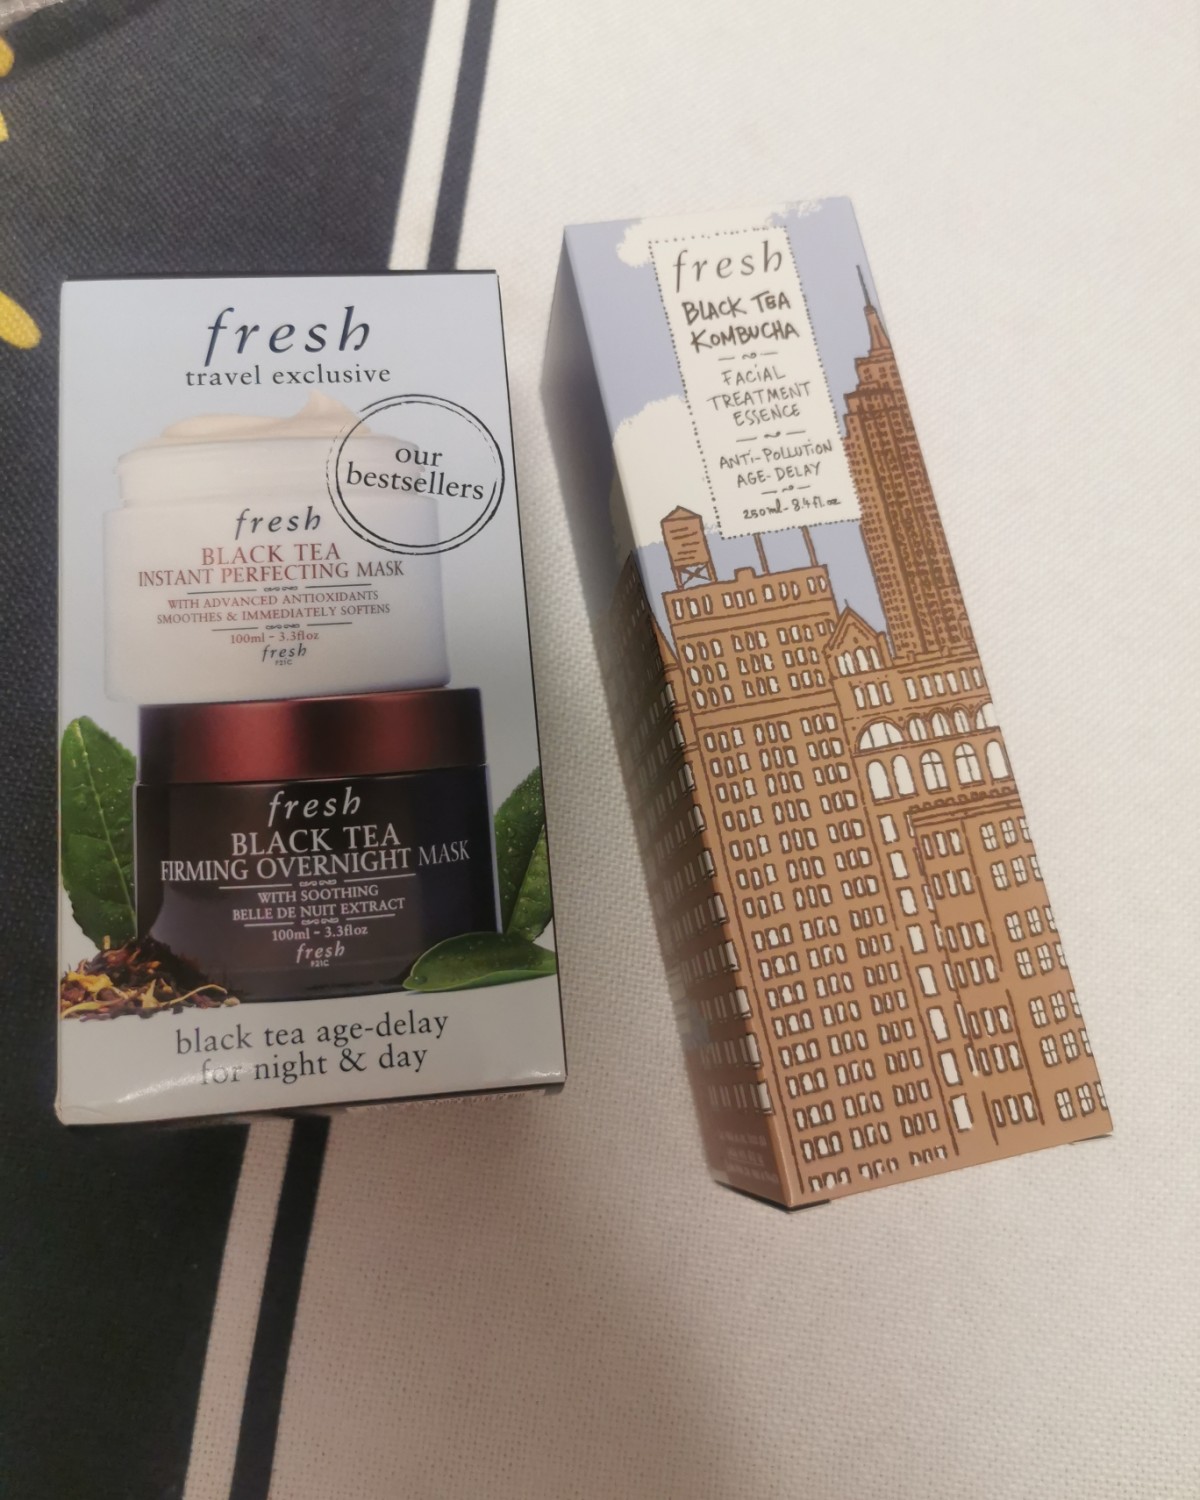 fresh
travel exclusive
our
bestsellers
fresh
BLACK TEA
INSTANT PERFECTING MASK
WITH ADVANCED ANTIOXIDANTS
SMOOTHES & IMMEDIATELY SOFTENS
100ml - 3.3floz
fresh
F21C
fresh
BLACK TEA
FIRMING OVERNIGHT MASK
WITH SOOTHING
BELLE DE NUIT EXTRACT
100ml - 3.3floz
fresh
F21C
black tea age-delay
for night & day
fresh
BLACK TEA
KOMBUCHA
FACIAL
TREATMENT
ESSENCE
ANTI-POLLUTION
AGE-DELAY
250ml - 8.4 fl. oz